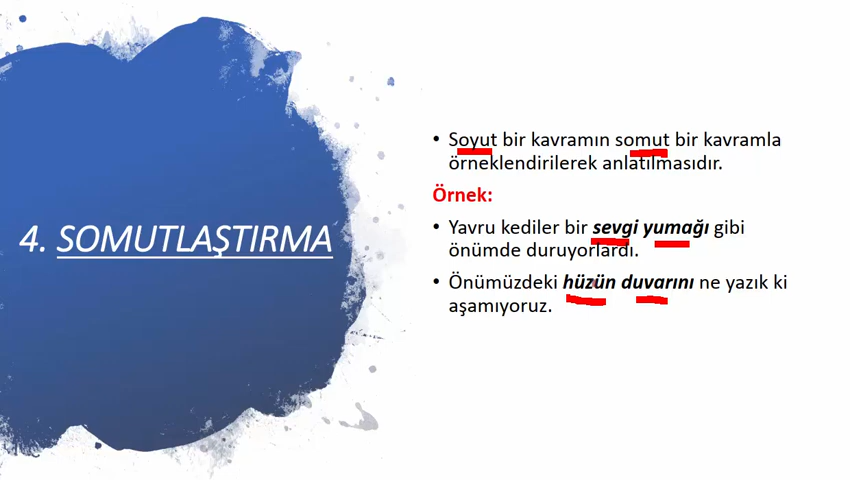 4. SOMUTLAŞTIRMA
• Soyut bir kavramın somut bir kavramla
örneklendirilerek anlatılmasıdır.
Örnek:
• Yavru kediler bir sevgi yumağı gibi
önümde duruyorlardı.
• Önümüzdeki hüzün duvarını ne yazık ki
aşamıyoruz.